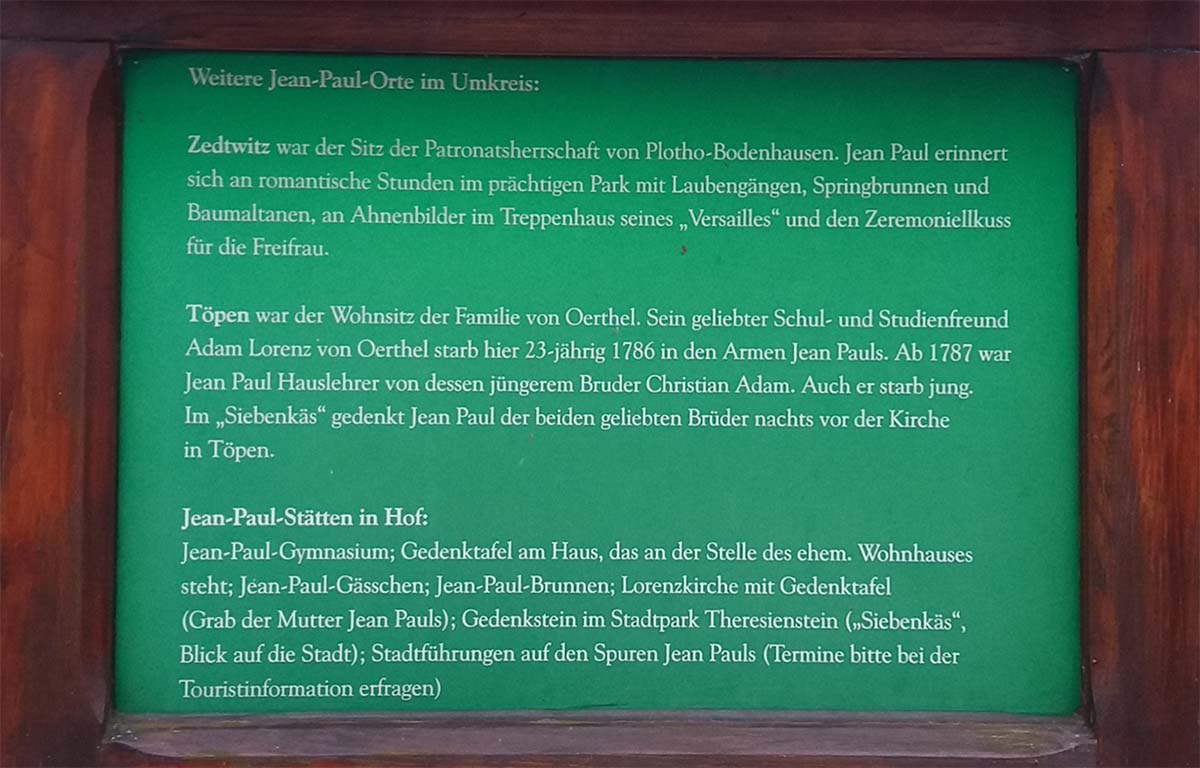 Weitere Jean-Paul-Orte im Umkreis:
Zedtwitz war der Sitz der Patronatsherrschaft von Plotho-Bodenhausen. Jean Paul erinnert
sich an romantische Stunden im prächtigen Park mit Laubengängen, Springbrunnen und
Baumaltanen, an Ahnenbilder im Treppenhaus seines „Versailles“ und den Zeremoniellkuss
für die Freifrau.
Töpen war der Wohnsitz der Familie von Oerthel. Sein geliebter Schul- und Studienfreund
Adam Lorenz von Oerthel starb hier 23-jährig 1786 in den Armen Jean Pauls. Ab 1787 war
Jean Paul Hauslehrer von dessen jüngerem Bruder Christian Adam. Auch er starb jung.
Im „Siebenkäs“ gedenkt Jean Paul der beiden geliebten Brüder nachts vor der Kirche
in Töpen.
Jean-Paul-Stätten in Hof:
Jean-Paul-Gymnasium; Gedenktafel am Haus, das an der Stelle des ehem. Wohnhauses
steht; Jean-Paul-Gässchen; Jean-Paul-Brunnen; Lorenzkirche mit Gedenktafel
(Grab der Mutter Jean Pauls); Gedenkstein im Stadtpark Theresienstein („Siebenkäs“,
Blick auf die Stadt); Stadtführungen auf den Spuren Jean Pauls (Termine bitte bei der
Touristinformation erfragen)